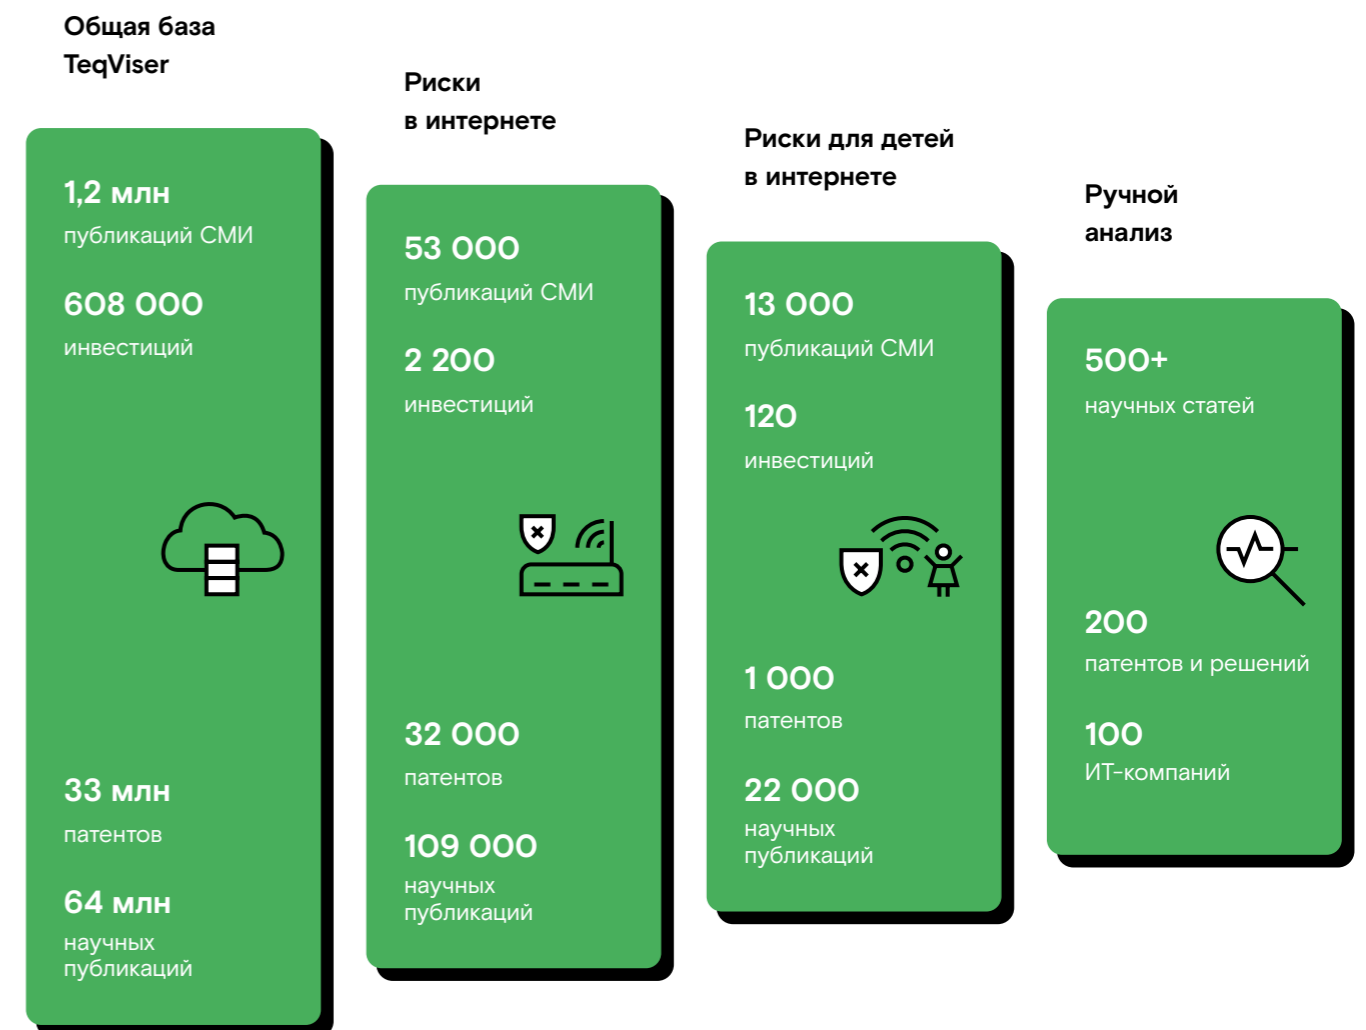 Общая база
TeqViser
1,2 млн
публикаций СМИ
608 000
инвестиций
33 млн
патентов
64 млн
научных
публикаций
Риски
в интернете
53 000
публикаций СМИ
2 200
инвестиций
32 000
патентов
109 000
научных
публикаций
Риски для детей
в интернете
13 000
публикаций СМИ
120
инвестиций
1 000
патентов
22 000
научных
публикаций
Ручной
анализ
500+
научных статей
200
патентов и решений
100
ИТ-компаний